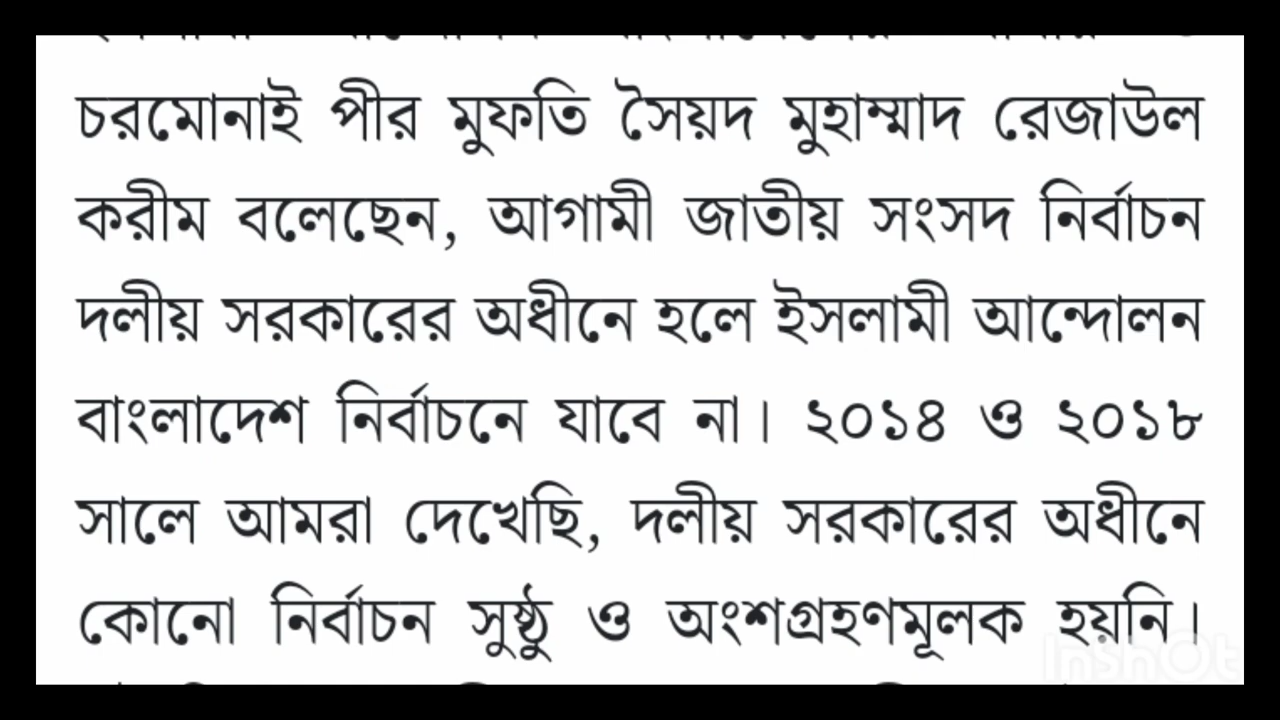 চরমোনাই পীর মুফতি সৈয়দ মুহাম্মাদ রেজাউল
করীম বলেছেন, আগামী জাতীয় সংসদ নির্বাচন
দলীয় সরকারের অধীনে হলে ইসলামী আন্দোলন
বাংলাদেশ নির্বাচনে যাবে না। ২০১৪ ও ২০১৮
সালে আমরা দেখেছি, দলীয় সরকারের অধীনে
কোনো নির্বাচন সুষ্ঠু ও অংশগ্রহণমূলক হয়নি।
InShOt